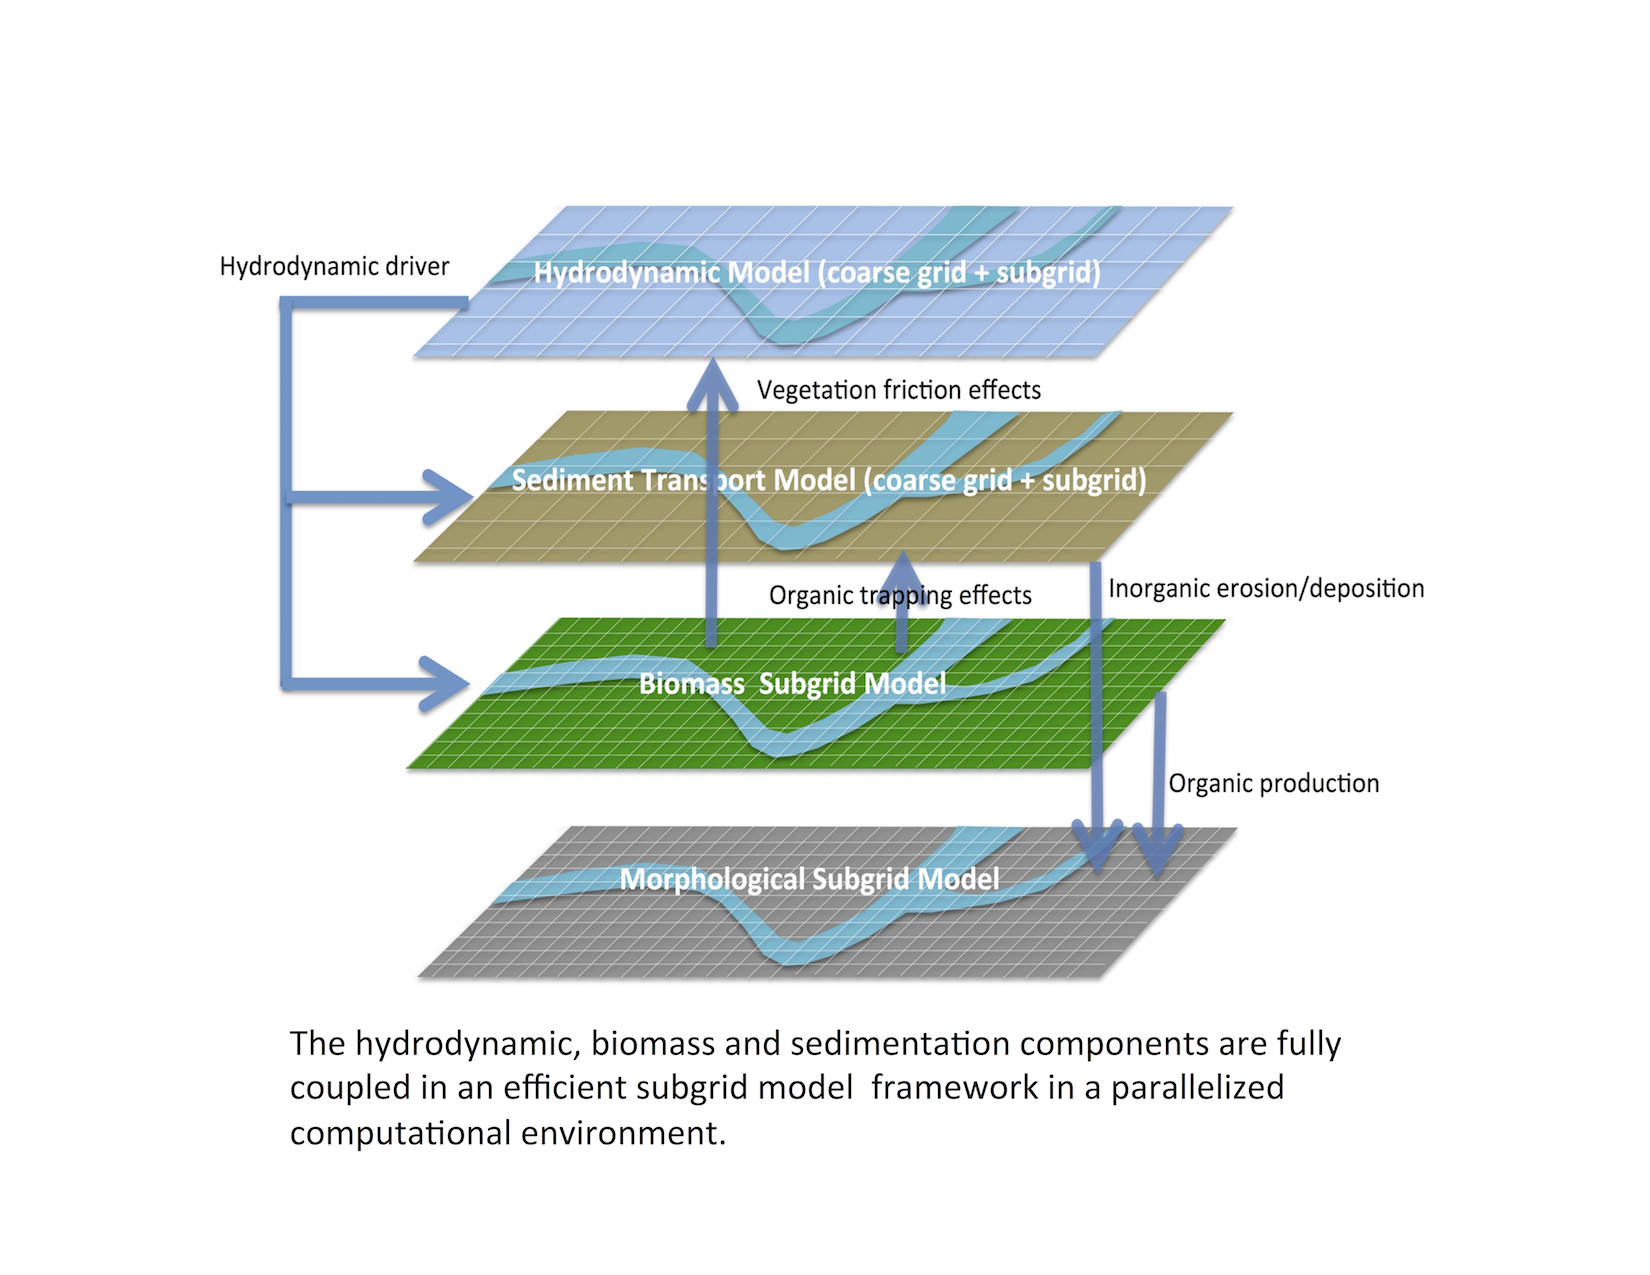 Hydrodynamic driver
Hydrodynamic Model (coarse grid + subgrid)
Vegetation friction effects
Sediment Transport Model (coarse grid + subgrid)
Organic trapping effects
Inorganic erosion/deposition
Biomass  Subgrid Model
Organic production
Morphological Subgrid Model
The hydrodynamic, biomass and sedimentation components are fully
coupled in an efficient subgrid model  framework in a parallelized
computational environment.